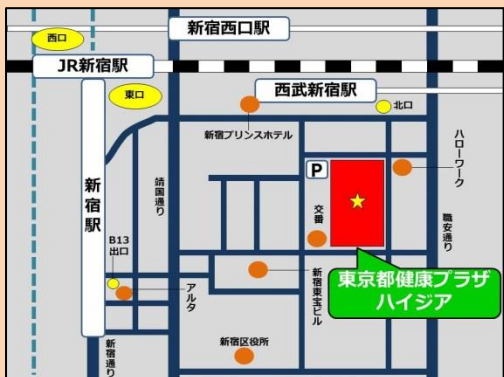 新宿西口駅
西口
JR新宿駅
西武新宿駅
東口
北口
新宿プリンスホテル
ハローワーク
P
新宿駅
靖国通り
交番
職安通り
B13
出口
東京都健康プラザ
ハイジア
アルタ
新宿東宝ビル
新宿通り
新宿区役所